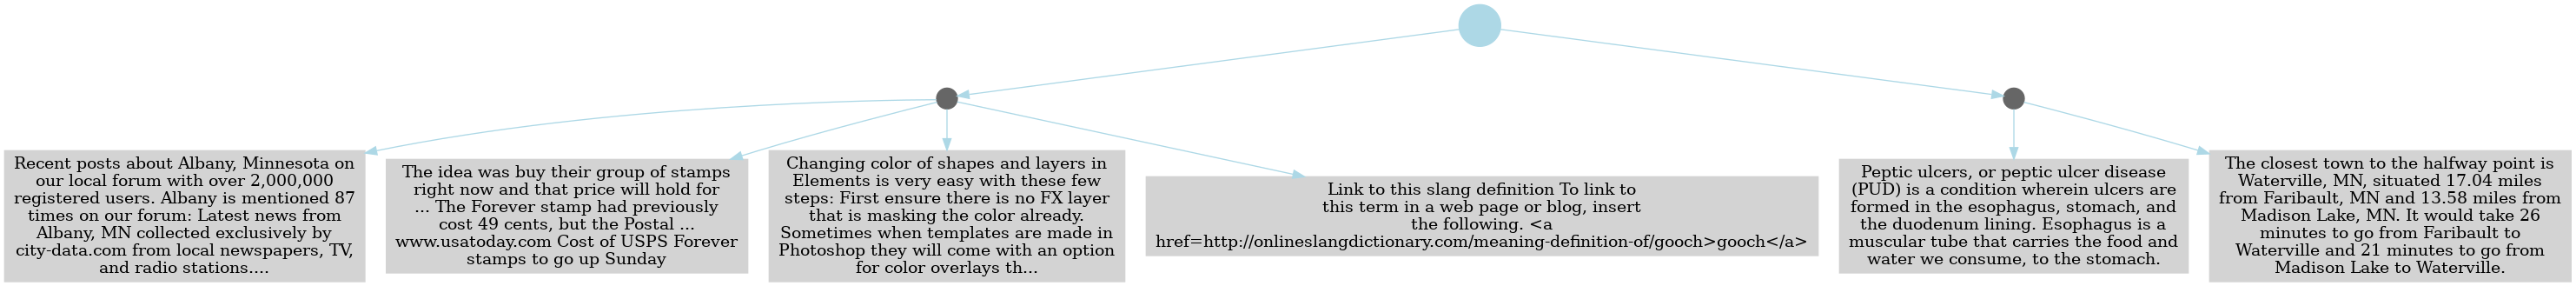 Recent posts about Albany, Minnesota on
our local forum with over 2,000,000
registered users. Albany is mentioned 87
times on our forum: Latest news from
Albany, MN collected exclusively by
city-data.com from local newspapers, TV,
and radio stations....
The idea was buy their group of stamps
right now and that price will hold for
... The Forever stamp had previously
cost 49 cents, but the Postal ...
www.usatoday.com Cost of USPS Forever
stamps to go up Sunday
Changing color of shapes and layers in
Elements is very easy with these few
steps: First ensure there is no FX layer
that is masking the color already.
Sometimes when templates are made in
Photoshop they will come with an option
for color overlays th...
Link to this slang definition To link to
this term in a web page or blog, insert
the following. <a
href=http://onlineslangdictionary.com/meaning-definition-of/gooch>gooch</a>
Peptic ulcers, or peptic ulcer disease
(PUD) is a condition wherein ulcers are
formed in the esophagus, stomach, and
the duodenum lining. Esophagus is a
muscular tube that carries the food and
water we consume, to the stomach.
The closest town to the halfway point is
Waterville, MN, situated 17.04 miles
from Faribault, MN and 13.58 miles from
Madison Lake, MN. It would take 26
minutes to go from Faribault to
Waterville and 21 minutes to go from
Madison Lake to Waterville.